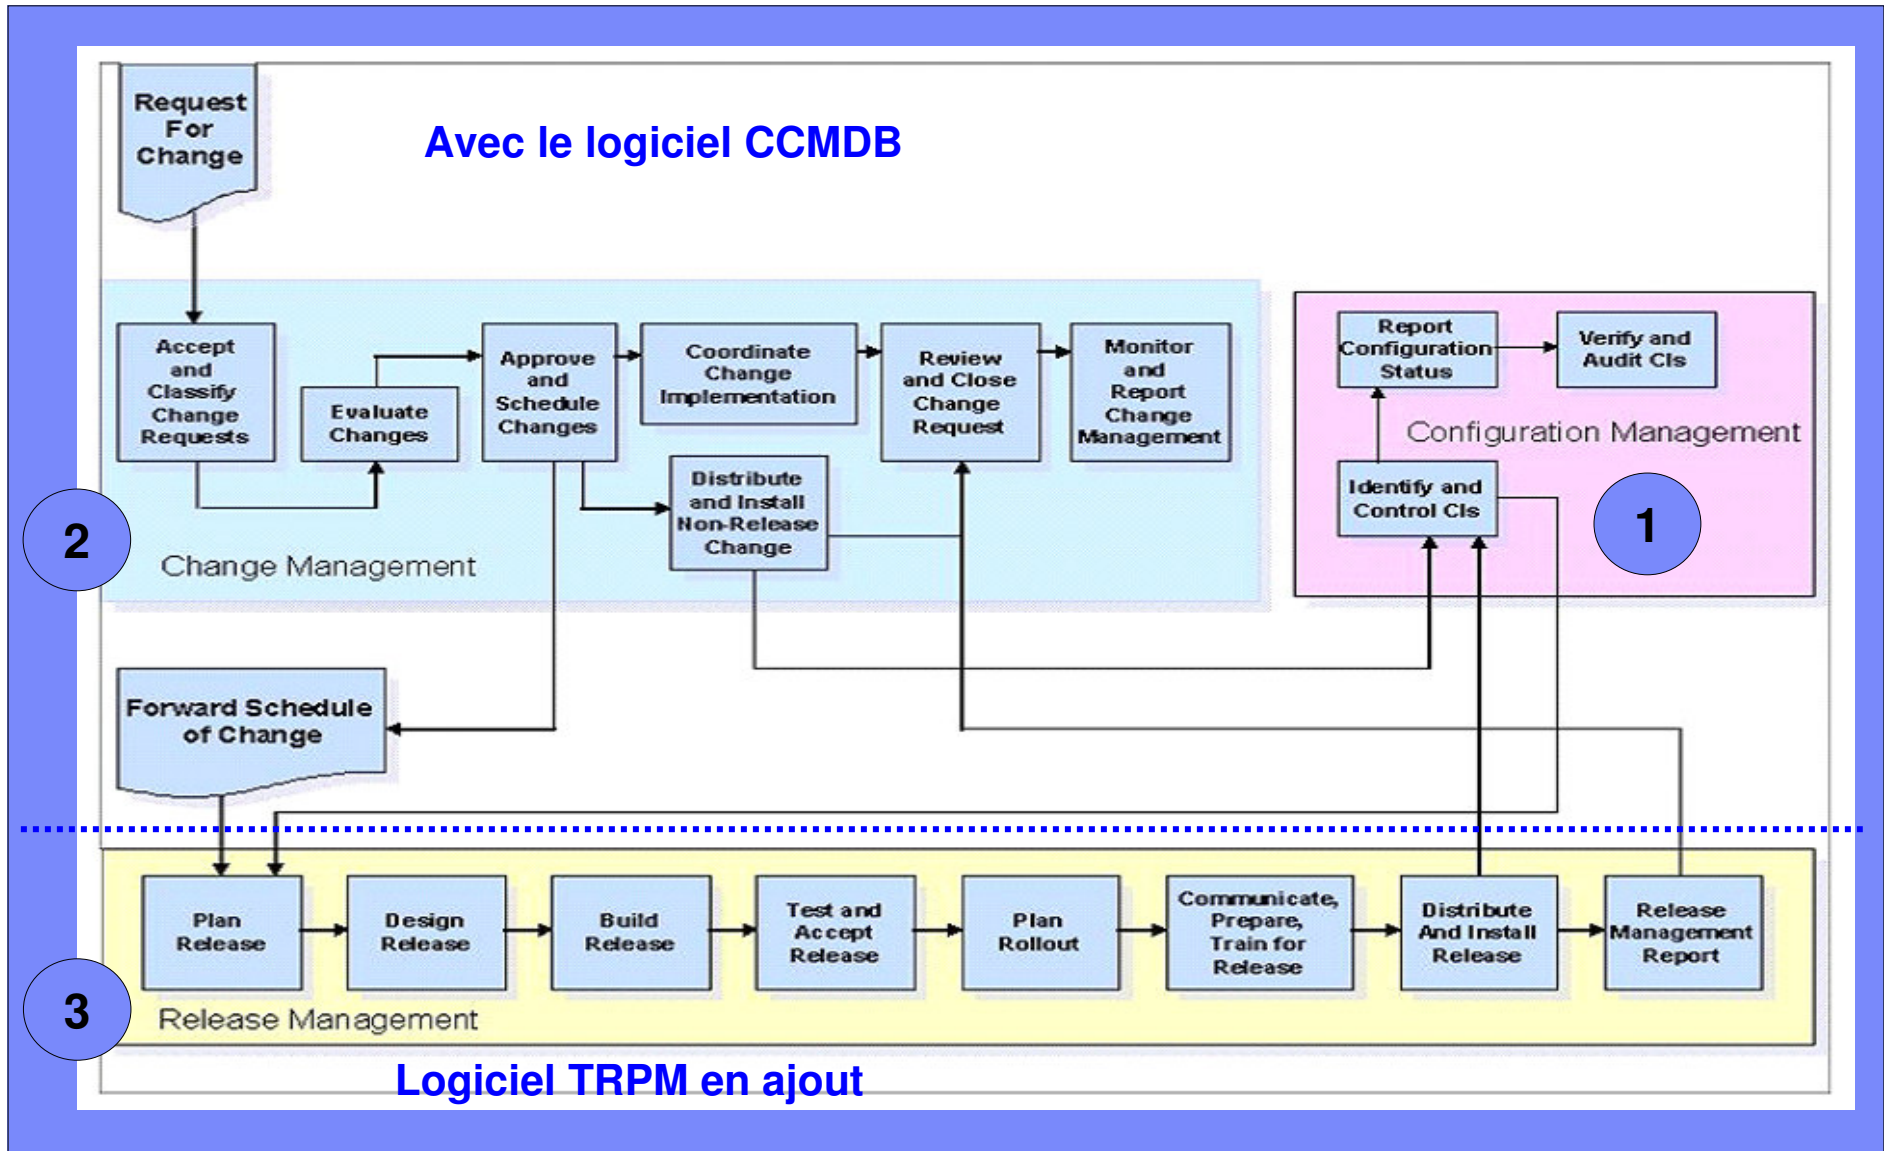 Request
For
Change
Avec le logiciel CCMDB
Accept
and
Classify
Change
Requests
Evaluate
Changes
Approve
and
Schedule
Changes
Coordinate
Change
Implementation
Review
and Close
Change
Request
Monitor
and
Report
Change
Management
Distribute
and Install
Non-Release
Change
Change Management
2
Report
Configuration
Status
Verify and
Audit CIs
Configuration Management
Identify and
Control CIs
1
Forward Schedule
of Change
Plan
Release
Design
Release
Build
Release
Test and
Accept
Release
Plan
Rollout
Communicate,
Prepare,
Train for
Release
Distribute
And Install
Release
Release
Management
Report
3
Release Management
Logiciel TRPM en ajout